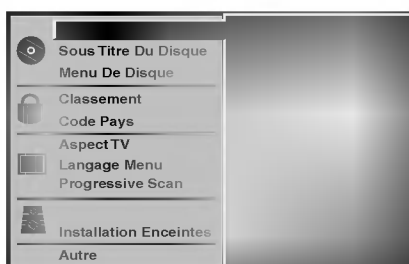 Sous Titre Du Disque
Menu De Disque
Classement
Code Pays
Aspect TV
Langage Menu
Progressive Scan
Installation Enceintes
Autre